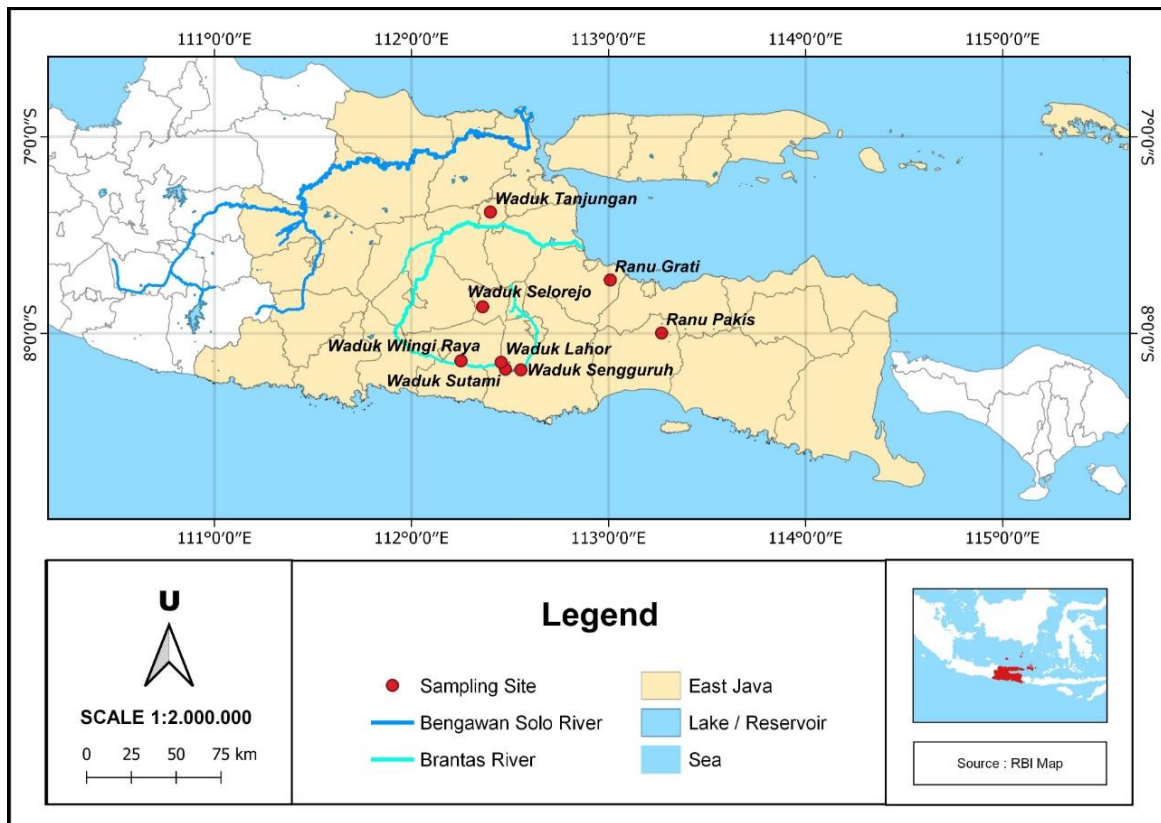 111°0'0"E 112°0'0"E 113°0'0"E 114°0'0"E 115°0'0"E
7°0'0"S
7°0'0"S
Waduk Tanjungan
Ranu Grati
Waduk Selorejo
Ranu Pakis
8°0'0"S
8°0'0"S
Waduk Wlingi Raya
Waduk Lahor
Waduk Sutami
Waduk Sengguruh
111°0'0"E 112°0'0"E 113°0'0"E 114°0'0"E 115°0'0"E
U
SCALE 1:2.000.000
0 25 50 75 km
Legend
Sampling Site
Bengawan Solo River
Brantas River
East Java
Lake / Reservoir
Sea
Source : RBI Map